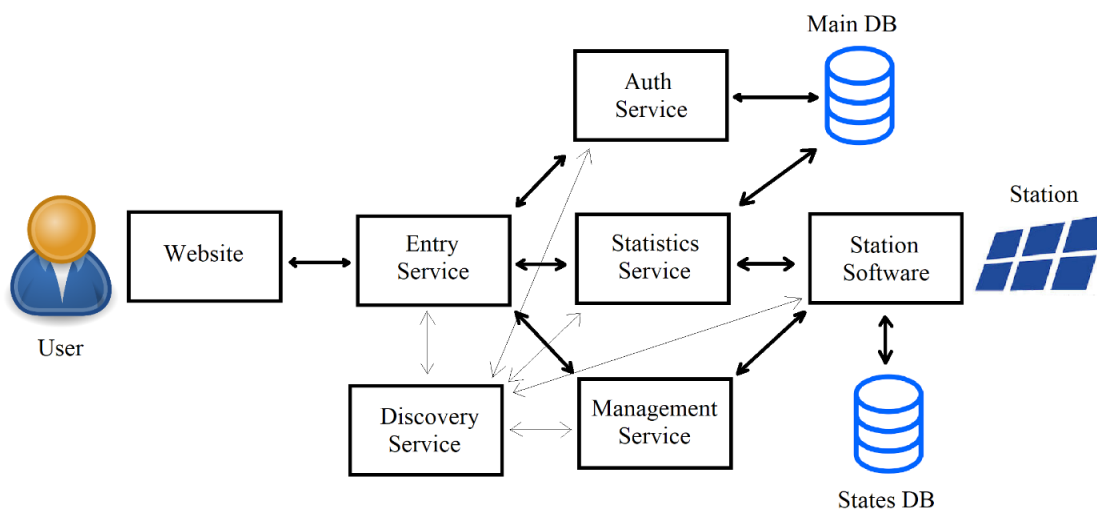 Main DB
Auth
Service
Station
Website
Entry
Service
Statistics
Service
Station
Software
User
Discovery
Service
Management
Service
States DB